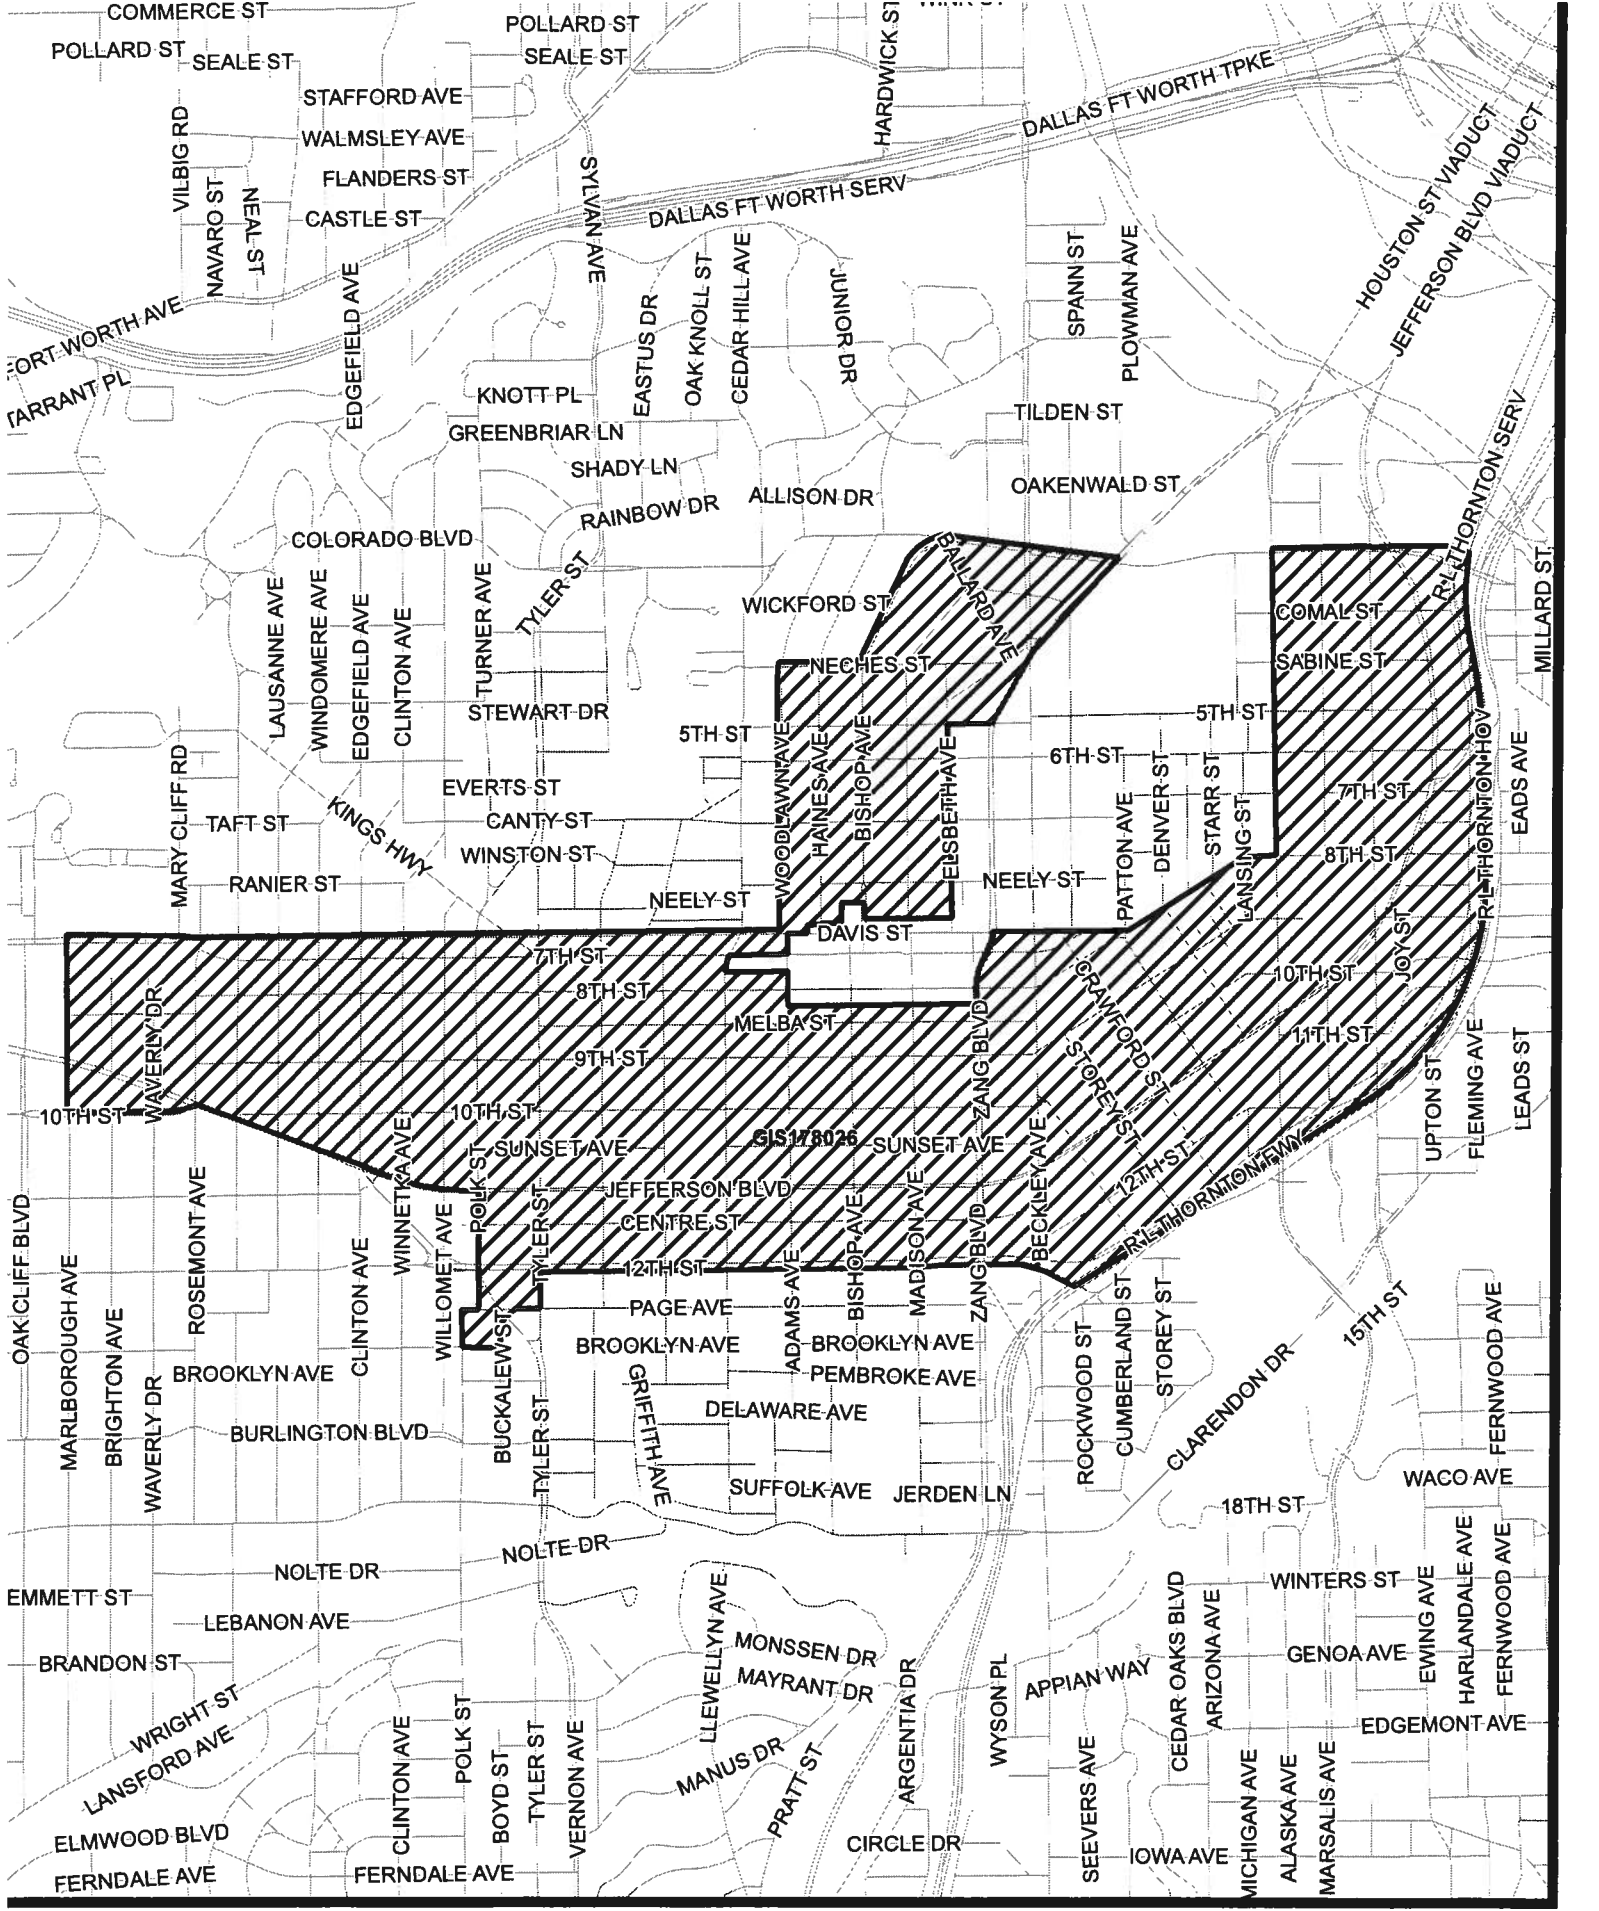 COMMERCE ST
POLLARD ST
POLLARD ST
SEALE ST
SEALE ST
HARDWICK ST
STAFFORD AVE
DALLAS FT WORTH TPKE
VILBIG RD
WALMSLEY AVE
HOUSTON ST VIADUCT
JEFFERSON BLVD VIADUCT
NAVARO ST
NEAL ST
FLANDERS ST
SYLVAN AVE
DALLAS FT WORTH SERV
CASTLE ST
EDGEFIELD AVE
EASTUS DR
OAK KNOLL ST
CEDAR HILL AVE
JUNIOR DR
SPANN ST
PLOWMAN AVE
FORT WORTH AVE
TARRANT PL
KNOTT PL
TILDEN ST
GREENBRIAR LN
SHADY LN
R L THORNTON SERV
RAINBOW DR
ALLISON DR
OAKENWALD ST
COLORADO BLVD
BALLARD AVE
MILLARD ST
LAUSANNE AVE
WINDOMERE AVE
EDGEFIELD AVE
CLINTON AVE
TURNER AVE
TYLER ST
WICKFORD ST
COMAL ST
NECHES ST
SABINE ST
STEWART DR
5TH ST
5TH ST
MARY CLIFF RD
WOODLAWN AVE
HAINES AVE
BISHOP AVE
ELSBETH AVE
6TH ST
DENVER ST
STARR ST
EADS AVE
R L THORNTON HOV
EVERTS ST
7TH ST
TAFT ST
KINGS HWY
CANTY ST
PATTON AVE
LANSING ST
WINSTON ST
8TH ST
RANIER ST
NEELY ST
NEELY ST
DAVIS ST
JOY ST
7TH ST
CRAWFORD ST
10TH ST
8TH ST
WAVERLY DR
MELBA ST
11TH ST
9TH ST
ZANG BLVD
STOREY ST
UPTON ST
FLEMING AVE
LEADS ST
10TH ST
10TH ST
GIS178026
SUNSET AVE
SUNSET AVE
BECKLEY AVE
12TH ST
R L THORNTON FWY
WINNETKA AVE
POLK ST
JEFFERSON BLVD
OAK CLIFF BLVD
ROSEMONT AVE
WILLOMET AVE
TYLER ST
CENTRE ST
BISHOP AVE
MADISON AVE
ZANG BLVD
12TH ST
MARLBOROUGH AVE
CLINTON AVE
ADAMS AVE
CUMBERLAND ST
STOREY ST
15TH ST
FERNWOOD AVE
BRIGHTON AVE
PAGE AVE
BUCKALEW ST
BROOKLYN AVE
BROOKLYN AVE
ROCKWOOD ST
BROOKLYN AVE
WAVERLY DR
GRIFFITH AVE
PEMBROKE AVE
CLARENDON DR
DELAWARE AVE
BURLINGTON BLVD
TYLER ST
WACO AVE
SUFFOLK AVE
JERDEN LN
18TH ST
NOLTE DR
NOLTE DR
HARLANDALE AVE
FERNWOOD AVE
EMMETT ST
LLEWELLYN AVE
CEDAR OAKS BLVD
ARIZONA AVE
WINTERS ST
EWING AVE
LEBANON AVE
BRANDON ST
MONSSEN DR
MAYRANT DR
ARGENTIA DR
WYSON PL
APPIAN WAY
GENOA AVE
WRIGHT ST
POLK ST
EDGEMONT AVE
LANSFORD AVE
CLINTON AVE
BOYD ST
TYLER ST
VERNON AVE
MANUS DR
PRATT ST
SEEVERS AVE
MICHIGAN AVE
ALASKA AVE
MARSALIS AVE
ELMWOOD BLVD
CIRCLE DR
IOWA AVE
FERNDALE AVE
FERNDALE AVE